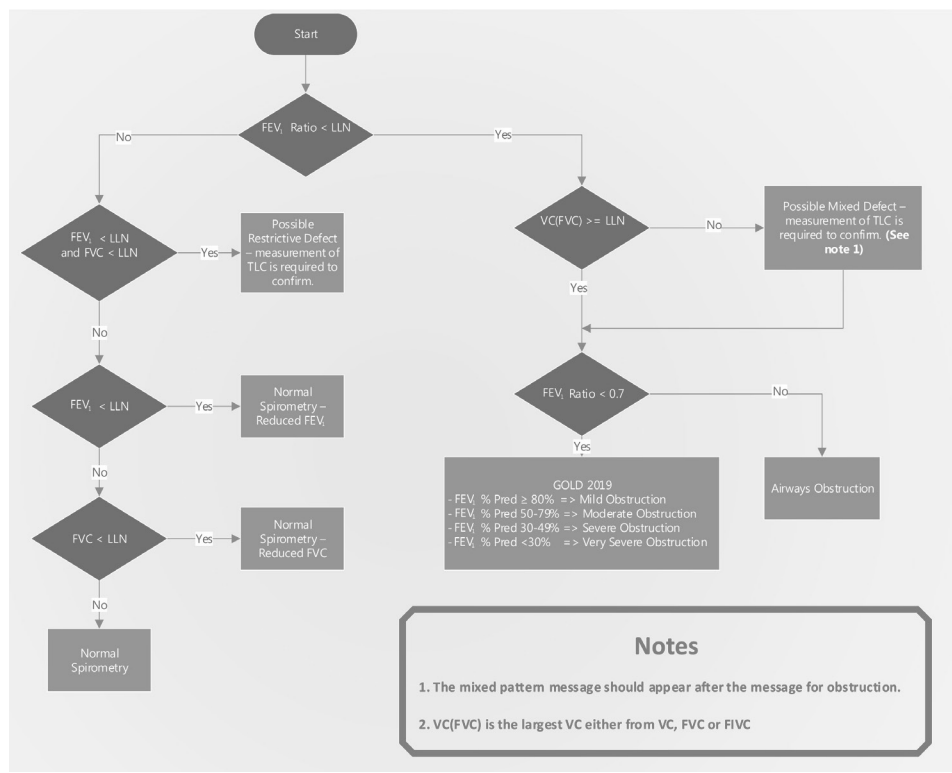 Start
FEV₁ Ratio < LLN
No
Yes
VC(FVC) >= LLN
No
Possible Mixed Defect –
measurement of TLC is
required to confirm. (See
note 1)
FEV₁ < LLN
and FVC < LLN
Yes
Possible
Restrictive Defect
– measurement of
TLC is required to
confirm.
Yes
No
FEV₁ < LLN
Yes
Normal
Spirometry –
Reduced FEV₁
FEV₁ Ratio < 0.7
No
Yes
No
GOLD 2019
- FEV₁ % Pred ≥ 80% => Mild Obstruction
- FEV₁ % Pred 50-79% => Moderate Obstruction
- FEV₁ % Pred 30-49% => Severe Obstruction
- FEV₁ % Pred <30% => Very Severe Obstruction
Airways Obstruction
FVC < LLN
Yes
Normal
Spirometry –
Reduced FVC
No
Normal
Spirometry
Notes
1. The mixed pattern message should appear after the message for obstruction.
2. VC(FVC) is the largest VC either from VC, FVC or FIVC